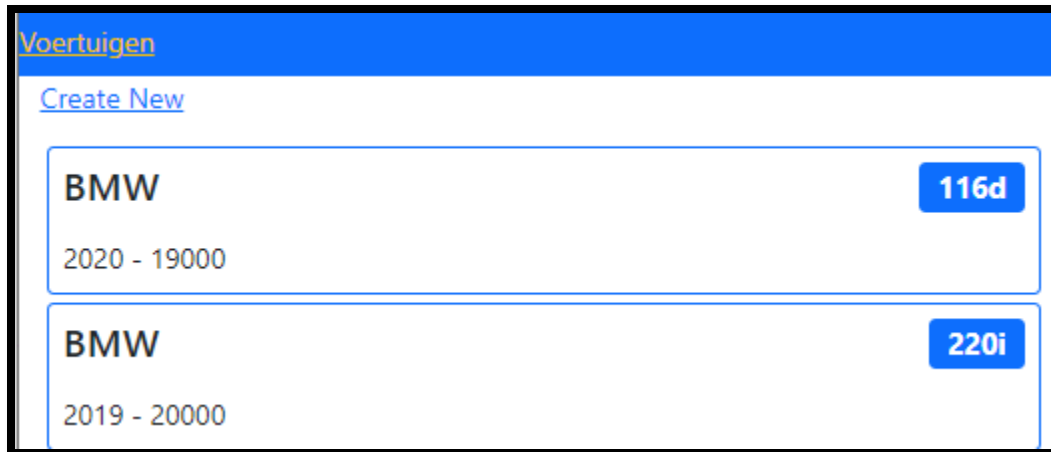 Voertuigen
Create New
BMW 116d
2020 - 19000
BMW 220i
2019 - 20000